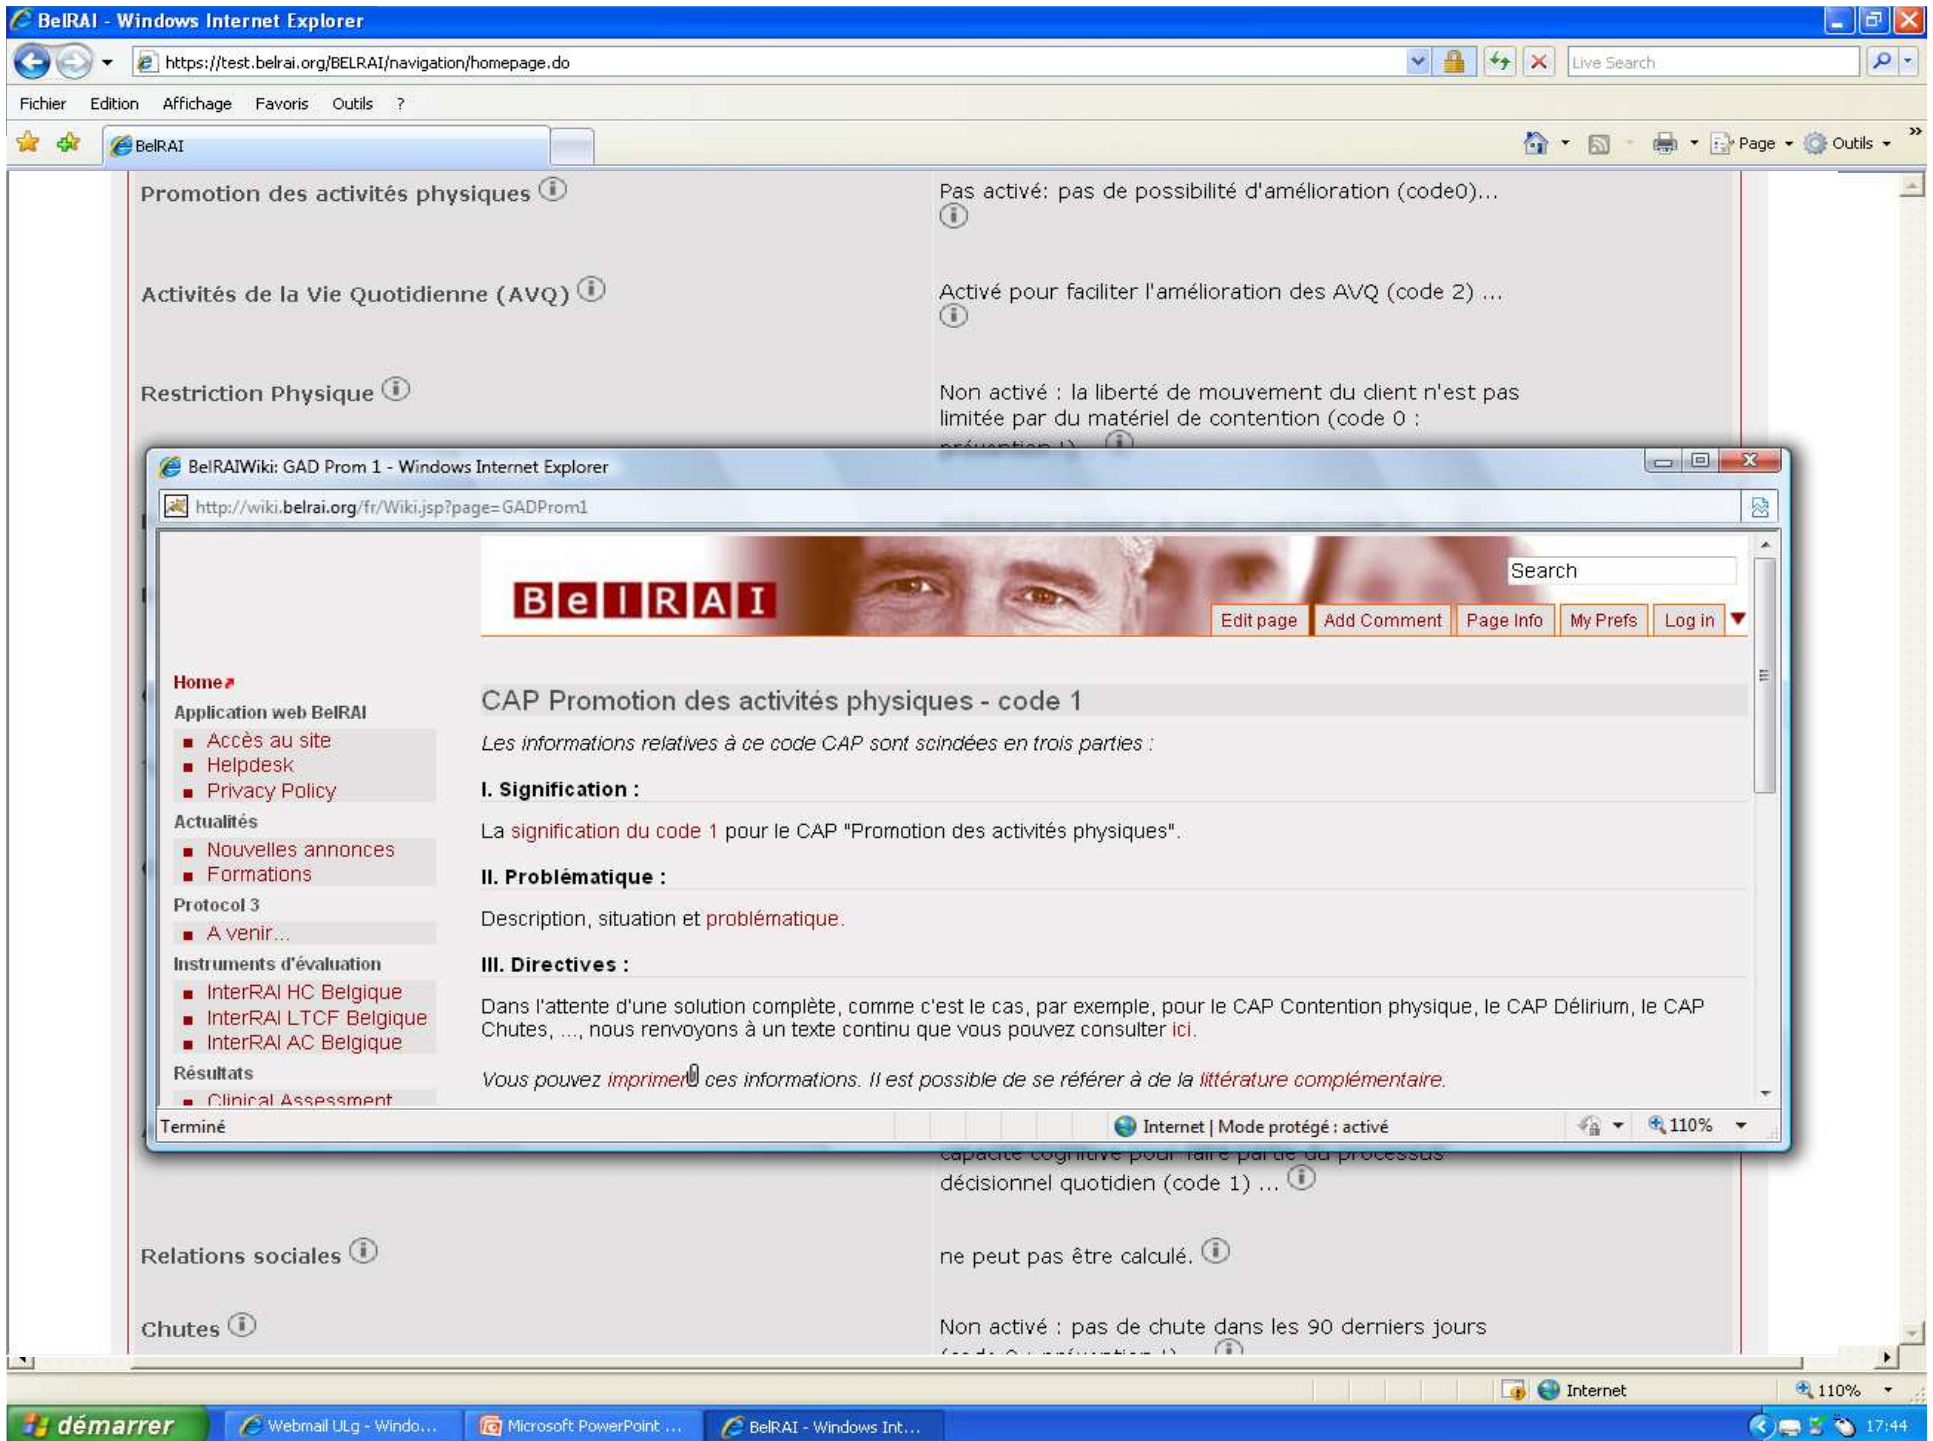 BelRAI - Windows Internet Explorer
https://test.belrai.org/BELRAI/navigation/homepage.do
Live Search
Fichier Edition Affichage Favoris Outils ?
BelRAI
Page Outils »
Promotion des activités physiques
Pas activé: pas de possibilité d'amélioration (code0)...
Activités de la Vie Quotidienne (AVQ)
Activé pour faciliter l'amélioration des AVQ (code 2) ...
Restriction Physique
Non activé : la liberté de mouvement du client n'est pas
limitée par du matériel de contention (code 0 :
BelRAIWiki: GAD Prom 1 - Windows Internet Explorer
http://wiki.belrai.org/fr/Wiki.jsp?page=GADProm1
BelRAI
Search
Edit page Add Comment Page Info My Prefs Log in
Home
Application web BelRAI
Accès au site
Helpdesk
Privacy Policy
Actualités
Nouvelles annonces
Formations
Protocol 3
A venir...
Instruments d'évaluation
InterRAI HC Belgique
InterRAI LTCF Belgique
InterRAI AC Belgique
Résultats
Clinical Assessment
CAP Promotion des activités physiques - code 1
Les informations relatives à ce code CAP sont scindées en trois parties :
I. Signification :
La signification du code 1 pour le CAP "Promotion des activités physiques".
II. Problématique :
Description, situation et problématique.
III. Directives :
Dans l'attente d'une solution complète, comme c'est le cas, par exemple, pour le CAP Contention physique, le CAP Délirium, le CAP
Chutes, ..., nous renvoyons à un texte continu que vous pouvez consulter ici.
Vous pouvez imprimer ces informations. Il est possible de se référer à de la littérature complémentaire.
Terminé
Internet | Mode protégé : activé
110%
capacité cognitive pour faire partie du processus
décisionnel quotidien (code 1) ...
Relations sociales
ne peut pas être calculé.
Chutes
Non activé : pas de chute dans les 90 derniers jours
Internet
110%
démarrer
Webmail ULg - Windo...
Microsoft PowerPoint ...
BelRAI - Windows Int...
17:44